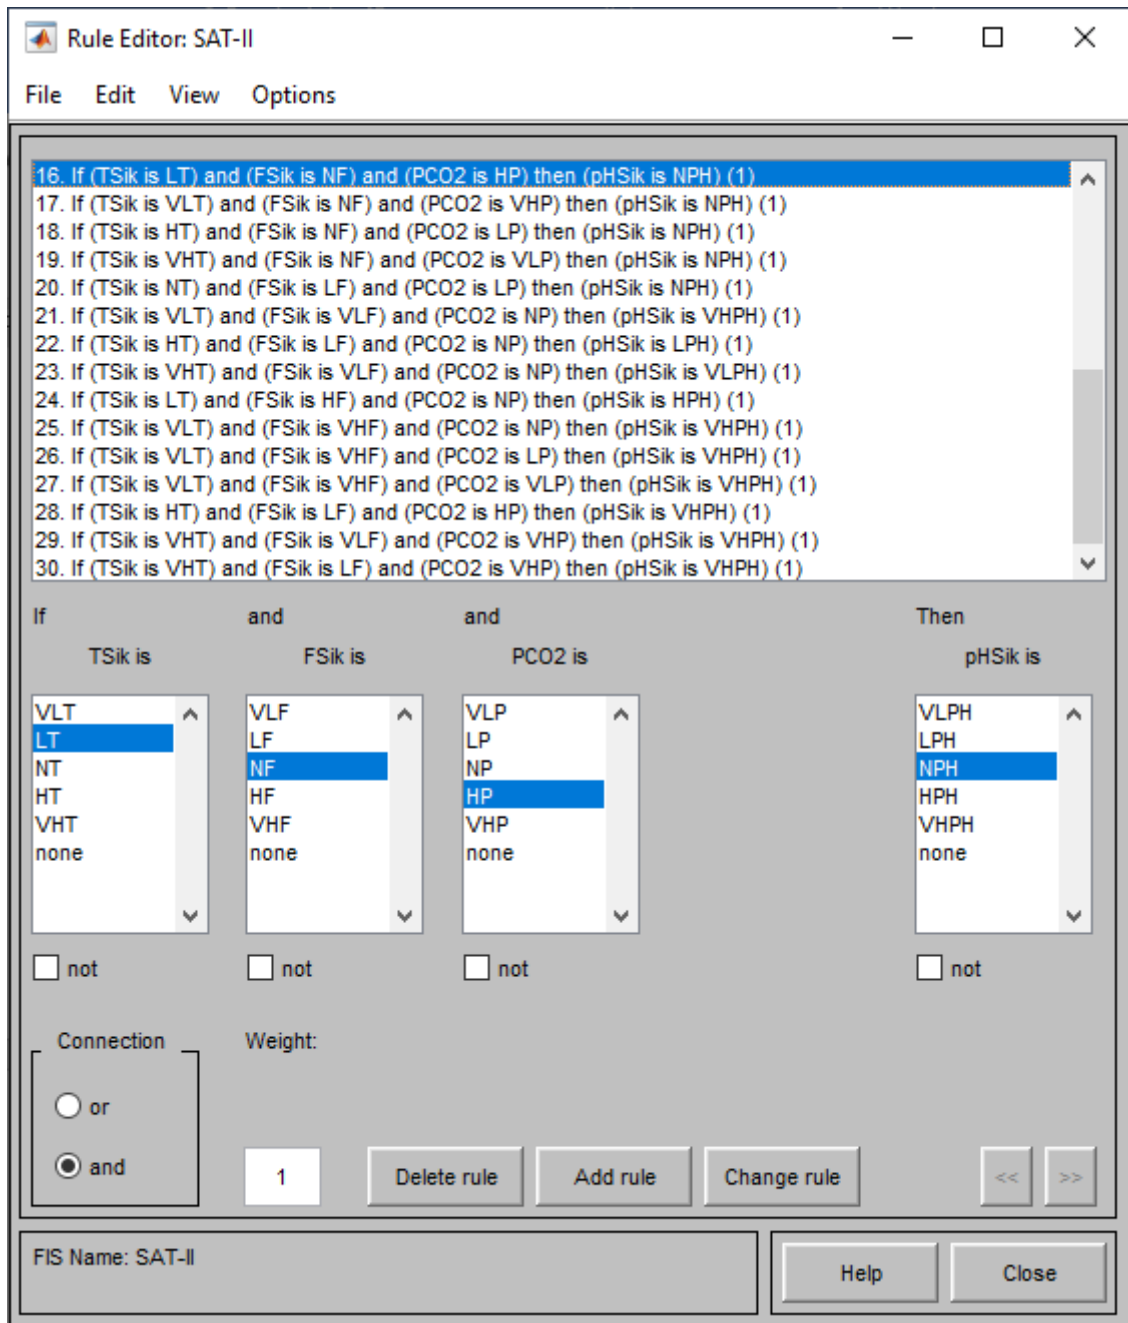 Rule Editor: SAT-II
File Edit View Options
16. If (TSik is LT) and (FSik is NF) and (PCO2 is HP) then (pHSik is NPH) (1)
17. If (TSik is VLT) and (FSik is NF) and (PCO2 is VHP) then (pHSik is NPH) (1)
18. If (TSik is HT) and (FSik is NF) and (PCO2 is LP) then (pHSik is NPH) (1)
19. If (TSik is VHT) and (FSik is NF) and (PCO2 is VLP) then (pHSik is NPH) (1)
20. If (TSik is NT) and (FSik is LF) and (PCO2 is LP) then (pHSik is NPH) (1)
21. If (TSik is VLT) and (FSik is VLF) and (PCO2 is NP) then (pHSik is VHPH) (1)
22. If (TSik is HT) and (FSik is LF) and (PCO2 is NP) then (pHSik is LPH) (1)
23. If (TSik is VHT) and (FSik is VLF) and (PCO2 is NP) then (pHSik is VLPH) (1)
24. If (TSik is LT) and (FSik is HF) and (PCO2 is NP) then (pHSik is HPH) (1)
25. If (TSik is VLT) and (FSik is VHF) and (PCO2 is NP) then (pHSik is VHPH) (1)
26. If (TSik is VLT) and (FSik is VHF) and (PCO2 is LP) then (pHSik is VHPH) (1)
27. If (TSik is VLT) and (FSik is VHF) and (PCO2 is VLP) then (pHSik is VHPH) (1)
28. If (TSik is HT) and (FSik is LF) and (PCO2 is HP) then (pHSik is VHPH) (1)
29. If (TSik is VHT) and (FSik is VLF) and (PCO2 is VHP) then (pHSik is VHPH) (1)
30. If (TSik is VHT) and (FSik is LF) and (PCO2 is VHP) then (pHSik is VHPH) (1)
If and and Then
TSik is FSik is PCO2 is pHSik is
VLT VLF VLP VLPH
LT LF LP LPH
NT NF NP NPH
HT HF HP HPH
VHT VHF VHP VHPH
none none none none
not not not not
Connection Weight:
or
and 1 Delete rule Add rule Change rule << >>
FIS Name: SAT-II Help Close